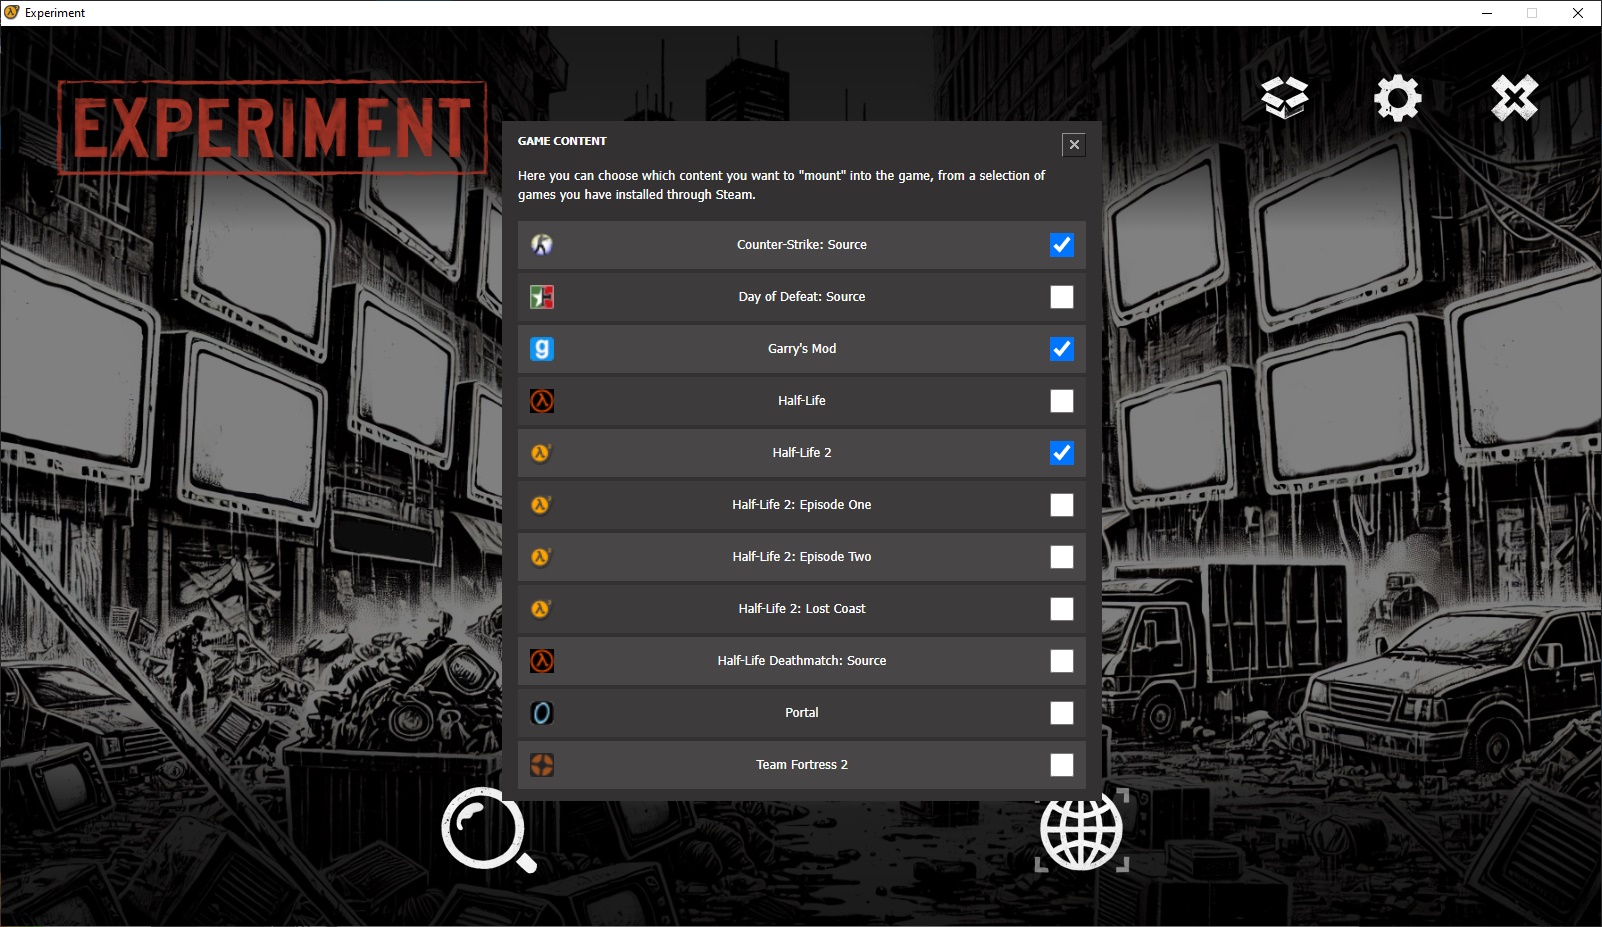 Experiment
EXPERIMENT
GAME CONTENT
Here you can choose which content you want to "mount" into the game, from a selection of
games you have installed through Steam.
Counter-Strike: Source
Day of Defeat: Source
Garry's Mod
Half-Life
Half-Life 2
Half-Life 2: Episode One
Half-Life 2: Episode Two
Half-Life 2: Lost Coast
Half-Life Deathmatch: Source
Portal
Team Fortress 2